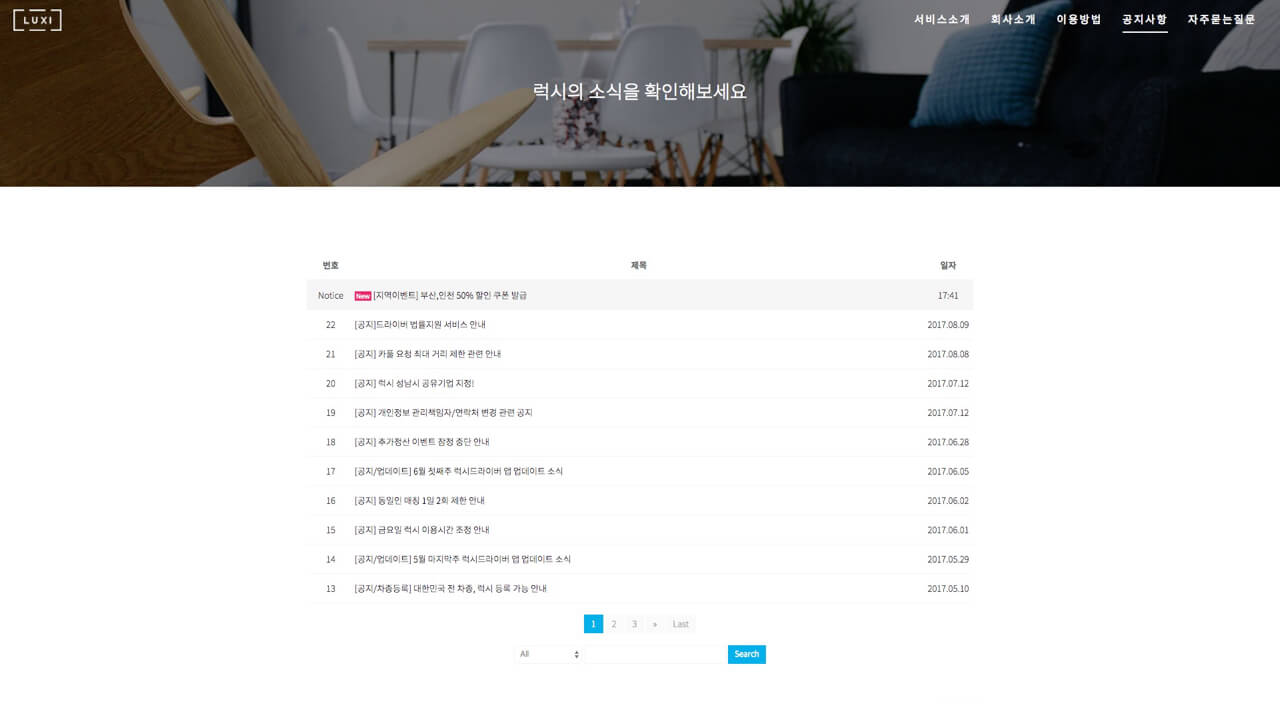 LUXI
서비스소개 회사소개 이용방법 공지사항 자주묻는질문
럭시의 소식을 확인해보세요
번호 제목 일자
Notice New [지역이벤트] 부산,인천 50% 할인 쿠폰 발급 17:41
22 [공지]드라이버 법률지원 서비스 안내 2017.08.09
21 [공지] 카풀 요청 최대 거리 제한 관련 안내 2017.08.08
20 [공지] 럭시 성남시 공유기업 지정! 2017.07.12
19 [공지] 개인정보 관리책임자/연락처 변경 관련 공지 2017.07.12
18 [공지] 추가정산 이벤트 잠정 중단 안내 2017.06.28
17 [공지/업데이트] 6월 첫째주 럭시드라이버 앱 업데이트 소식 2017.06.05
16 [공지] 동일인 매칭 1일 2회 제한 안내 2017.06.02
15 [공지] 금요일 럭시 이용시간 조정 안내 2017.06.01
14 [공지/업데이트] 5월 마지막주 럭시드라이버 앱 업데이트 소식 2017.05.29
13 [공지/차종등록] 대한민국 전 차종, 럭시 등록 가능 안내 2017.05.10
1 2 3 » Last
All Search